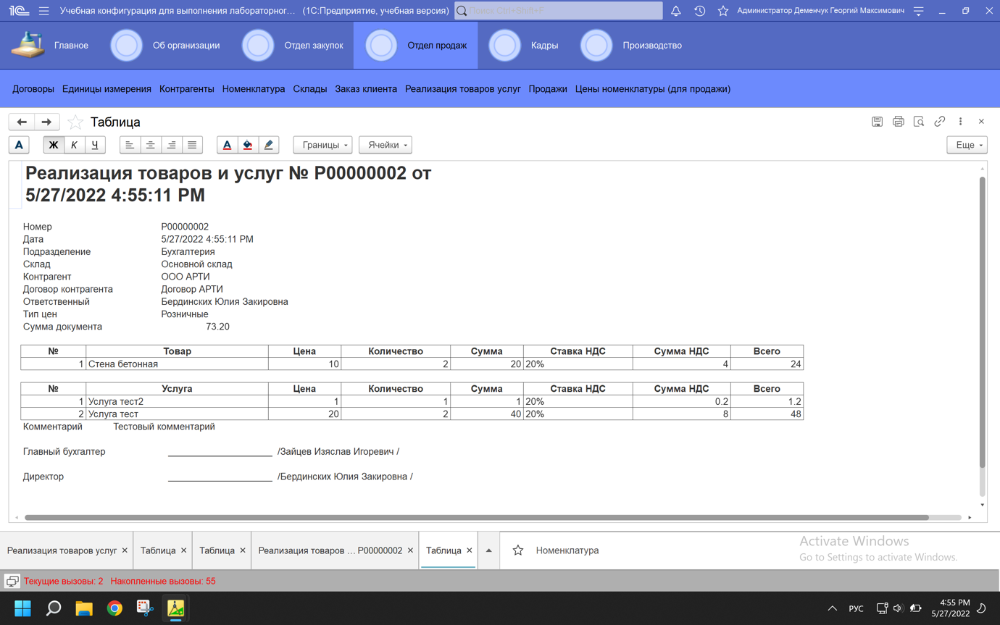 1С Учебная конфигурация для выполнения лабораторног... (1С:Предприятие, учебная версия) Поиск Ctrl+Shift+F Администратор Деменчук Георгий Максимович
Главное Об организации Отдел закупок Отдел продаж Кадры Производство
Договоры Единицы измерения Контрагенты Номенклатура Склады Заказ клиента Реализация товаров услуг Продажи Цены номенклатуры (для продажи)
Таблица
А Ж К Ч А Границы Ячейки Еще
Реализация товаров и услуг № Р00000002 от
5/27/2022 4:55:11 PM
Номер Р00000002
Дата 5/27/2022 4:55:11 PM
Подразделение Бухгалтерия
Склад Основной склад
Контрагент ООО АРТИ
Договор контрагента Договор АРТИ
Ответственный Бердинских Юлия Закировна
Тип цен Розничные
Сумма документа 73.20
№ Товар Цена Количество Сумма Ставка НДС Сумма НДС Всего
1 Стена бетонная 10 2 20 20% 4 24
№ Услуга Цена Количество Сумма Ставка НДС Сумма НДС Всего
1 Услуга тест2 1 1 1 20% 0.2 1.2
2 Услуга тест 20 2 40 20% 8 48
Комментарий Тестовый комментарий
Главный бухгалтер /Зайцев Изяслав Игоревич /
Директор /Бердинских Юлия Закировна /
Activate Windows
Go to Settings to activate Windows.
Реализация товаров услуг Таблица Таблица Реализация товаров ... Р00000002 Таблица Номенклатура
Текущие вызовы: 2 Накопленные вызовы: 55
РУС 4:55 PM
5/27/2022